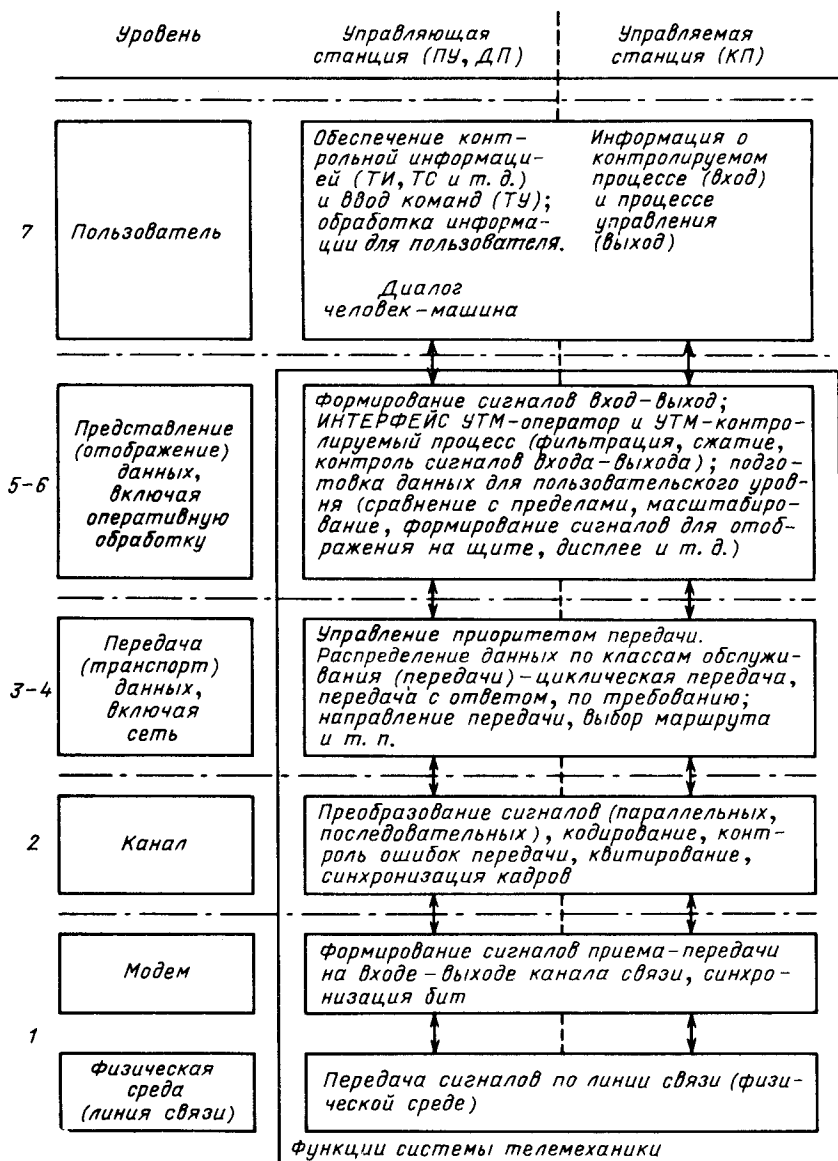 Уровень
Управляющая
станция (ПУ, ДП)
Управляемая
станция (КП)
7
Пользователь
Обеспечение конт-
рольной информаци-
ей (ТИ, ТС и т. д.)
и ввод команд (ТУ);
обработка информа-
ции для пользователя.
Диалог
человек-машина
Информация о
контролируемом
процессе (вход)
и процессе
управления
(выход)
5-6
Представление
(отображение)
данных,
включая
оперативную
обработку
Формирование сигналов вход-выход;
ИНТЕРФЕЙС УТМ-оператор и УТМ-контро-
лируемый процесс (фильтрация, сжатие,
контроль сигналов входа-выхода); подго-
товка данных для пользовательского уров-
ня (сравнение с пределами, масштабиро-
вание, формирование сигналов для отоб-
ражения на щите, дисплее и т. д.)
3-4
Передача
(транспорт)
данных,
включая
сеть
Управление приоритетом передачи.
Распределение данных по классам обслужи-
вания (передачи)-циклическая передача,
передача с ответом, по требованию;
направление передачи, выбор маршрута
и т. п.
2
Канал
Преобразование сигналов (параллельных,
последовательных), кодирование, конт-
роль ошибок передачи, квитирование,
синхронизация кадров
1
Модем
Формирование сигналов приема-передачи
на входе-выходе канала связи, синхро-
низация бит
Физическая
среда
(линия связи)
Передача сигналов по линии связи (физи-
ческой среде)
Функции системы телемеханики